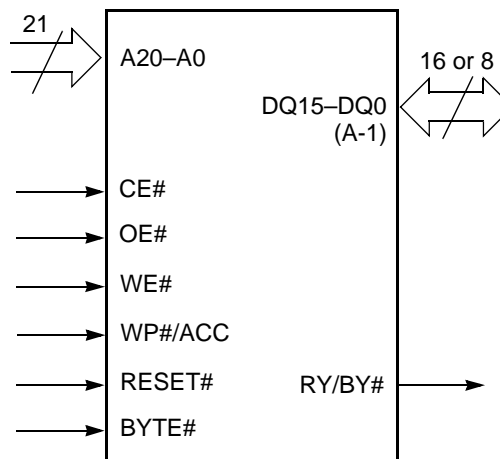 21
A20–A0
16 or 8
DQ15–DQ0
(A-1)
CE#
OE#
WE#
WP#/ACC
RESET#
RY/BY#
BYTE#